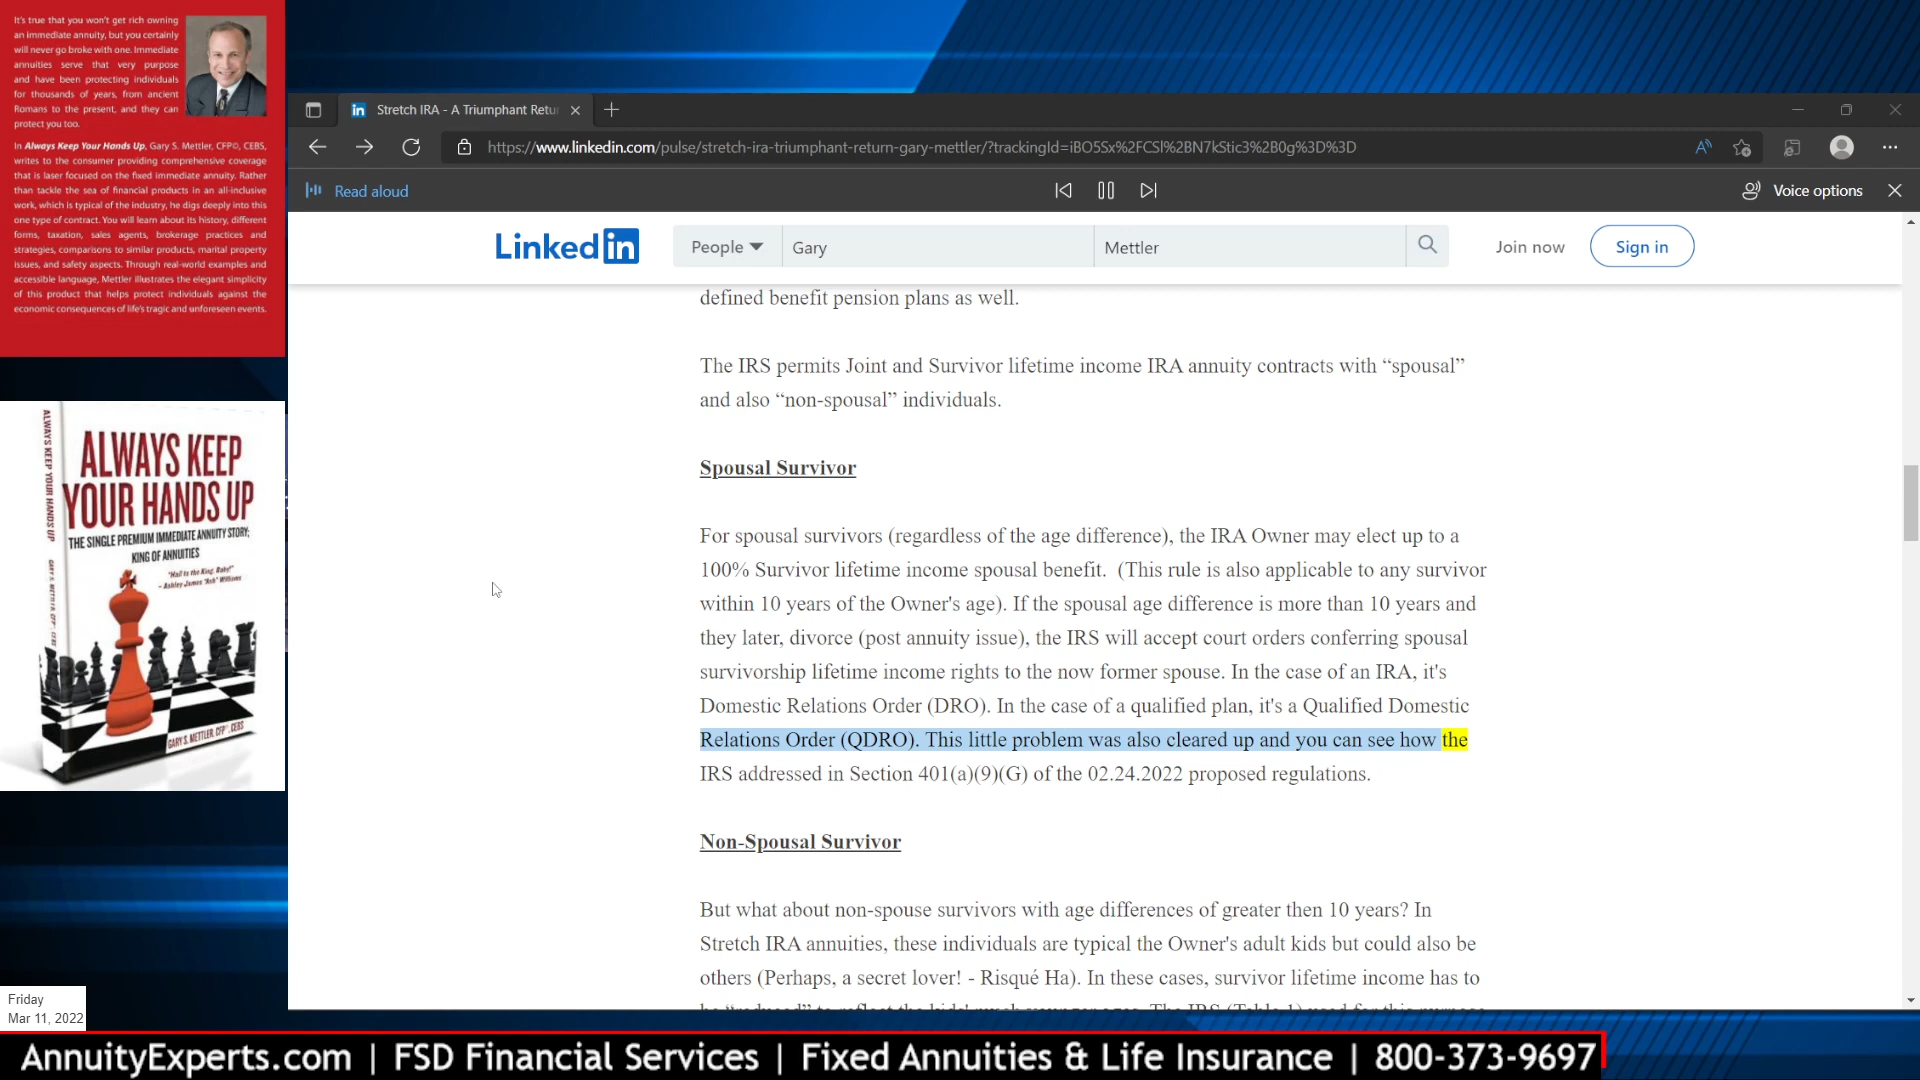 It's true that you won't get rich owning
an immediate annuity, but you certainly
will never go broke with one. Immediate
annuities serve that very purpose
and have been protecting individuals
for thousands of years, from ancient
Romans to the present, and they can
protect you too.
In Always Keep Your Hands Up, Gary S. Mettler, CFP©, CEBS,
writes to the consumer providing comprehensive coverage
that is laser focused on the fixed immediate annuity. Rather
than tackle the sea of financial products in an all-inclusive
work, which is typical of the industry, he digs deeply into this
one type of contract. You will learn about its history, different
forms, taxation, sales agents, brokerage practices and
strategies, comparisons to similar products, marital property
issues, and safety aspects. Through real-world examples and
accessible language, Mettler illustrates the elegant simplicity
of this product that helps protect individuals against the
economic consequences of life's tragic and unforeseen events.
ALWAYS KEEP YOUR HANDS UP
ALWAYS KEEP
YOUR HANDS UP
THE SINGLE PREMIUM IMMEDIATE ANNUITY STORY;
KING OF ANNUITIES
"Hail to the King, Baby!"
- Ashley James "Ash" Williams
GARY S. METTLER, CFP®, CEBS
Friday
Mar 11, 2022
Stretch IRA - A Triumphant Retu
https://www.linkedin.com/pulse/stretch-ira-triumphant-return-gary-mettler/?trackingId=iBO5Sx%2FCSl%2BN7kStic3%2B0g%3D%3D
Read aloud
Voice options
Linkedin
People
Gary
Mettler
Join now
Sign in
defined benefit pension plans as well.
The IRS permits Joint and Survivor lifetime income IRA annuity contracts with “spousal”
and also “non-spousal” individuals.
Spousal Survivor
For spousal survivors (regardless of the age difference), the IRA Owner may elect up to a
100% Survivor lifetime income spousal benefit. (This rule is also applicable to any survivor
within 10 years of the Owner's age). If the spousal age difference is more than 10 years and
they later, divorce (post annuity issue), the IRS will accept court orders conferring spousal
survivorship lifetime income rights to the now former spouse. In the case of an IRA, it's
Domestic Relations Order (DRO). In the case of a qualified plan, it's a Qualified Domestic
Relations Order (QDRO). This little problem was also cleared up and you can see how the
IRS addressed in Section 401(a)(9)(G) of the 02.24.2022 proposed regulations.
Non-Spousal Survivor
But what about non-spouse survivors with age differences of greater then 10 years? In
Stretch IRA annuities, these individuals are typical the Owner's adult kids but could also be
others (Perhaps, a secret lover! - Risqué Ha). In these cases, survivor lifetime income has to
AnnuityExperts.com | FSD Financial Services | Fixed Annuities & Life Insurance | 800-373-9697